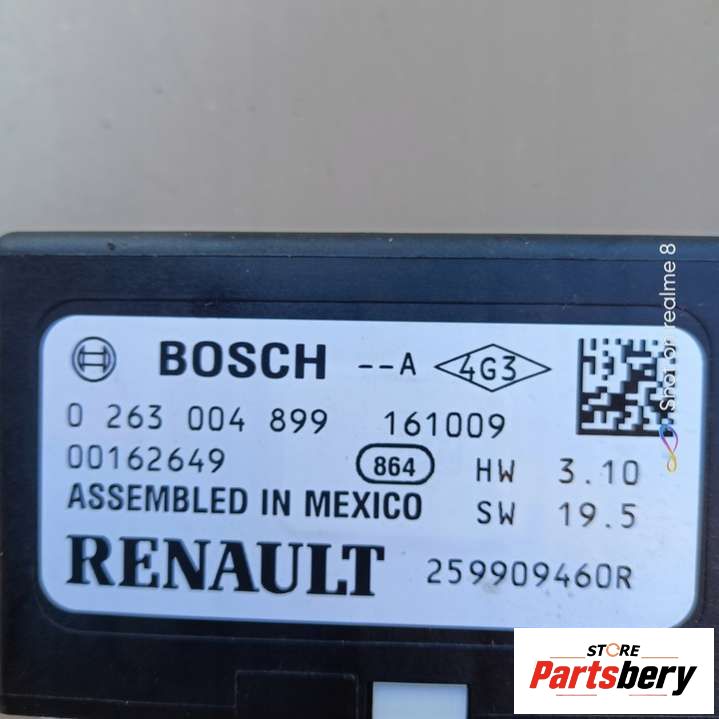 BOSCH --A 4G3
0 263 004 899 161009
00162649 864 HW 3.10
ASSEMBLED IN MEXICO SW 19.5
RENAULT 259909460R
Shot on realme 8
STORE
Partsbery